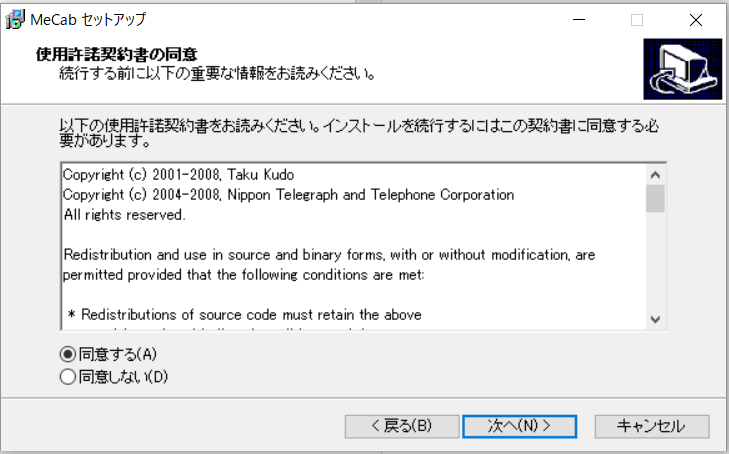 MeCab セットアップ
使用許諾契約書の同意
続行する前に以下の重要な情報をお読みください。
以下の使用許諾契約書をお読みください。インストールを続行するにはこの契約書に同意する必
要があります。
Copyright (c) 2001-2008, Taku Kudo
Copyright (c) 2004-2008, Nippon Telegraph and Telephone Corporation
All rights reserved.
Redistribution and use in source and binary forms, with or without modification, are
permitted provided that the following conditions are met:
* Redistributions of source code must retain the above
同意する(A)
同意しない(D)
< 戻る(B)
次へ(N) >
キャンセル